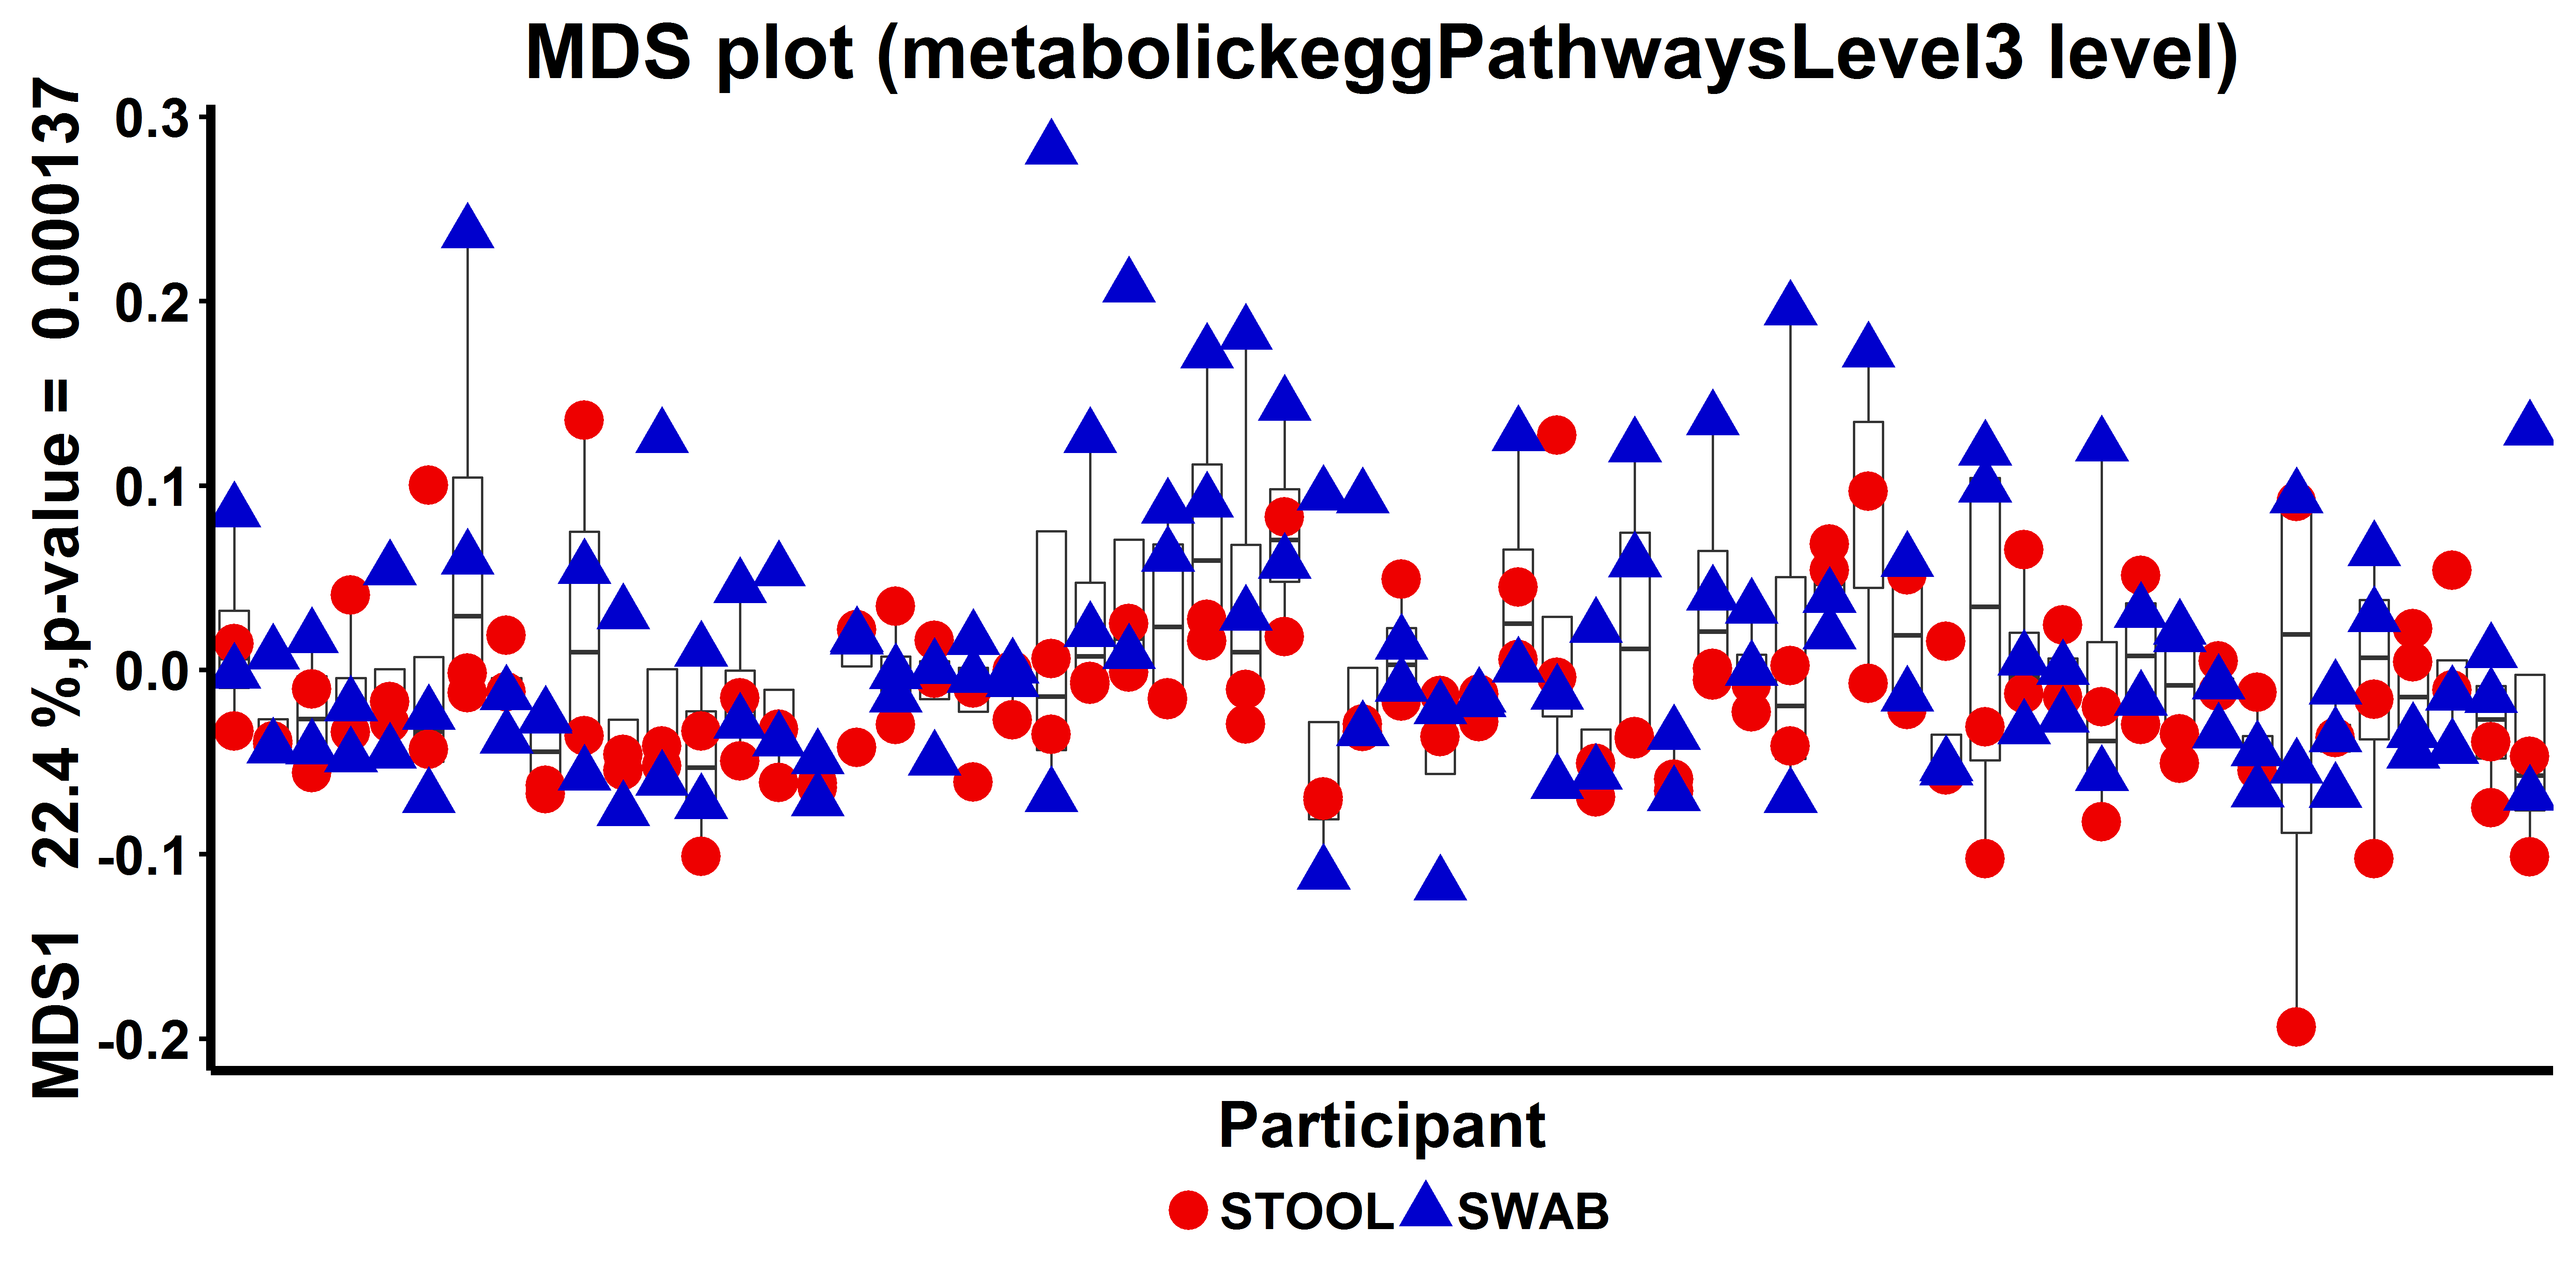 MDS plot (metabolickeggPathwaysLevel3 level)
MDS1   22.4 %,p-value =  0.000137
0.3
0.2
0.1
0.0
-0.1
-0.2
Participant
STOOL SWAB